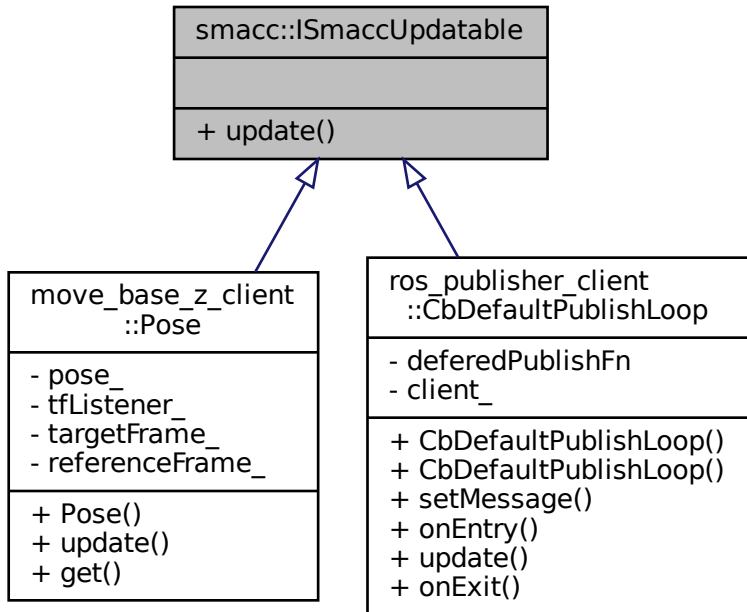 smacc::ISmaccUpdatable
+ update()
move_base_z_client
::Pose
- pose_
- tfListener_
- targetFrame_
- referenceFrame_
+ Pose()
+ update()
+ get()
ros_publisher_client
::CbDefaultPublishLoop
- deferedPublishFn
- client_
+ CbDefaultPublishLoop()
+ CbDefaultPublishLoop()
+ setMessage()
+ onEntry()
+ update()
+ onExit()